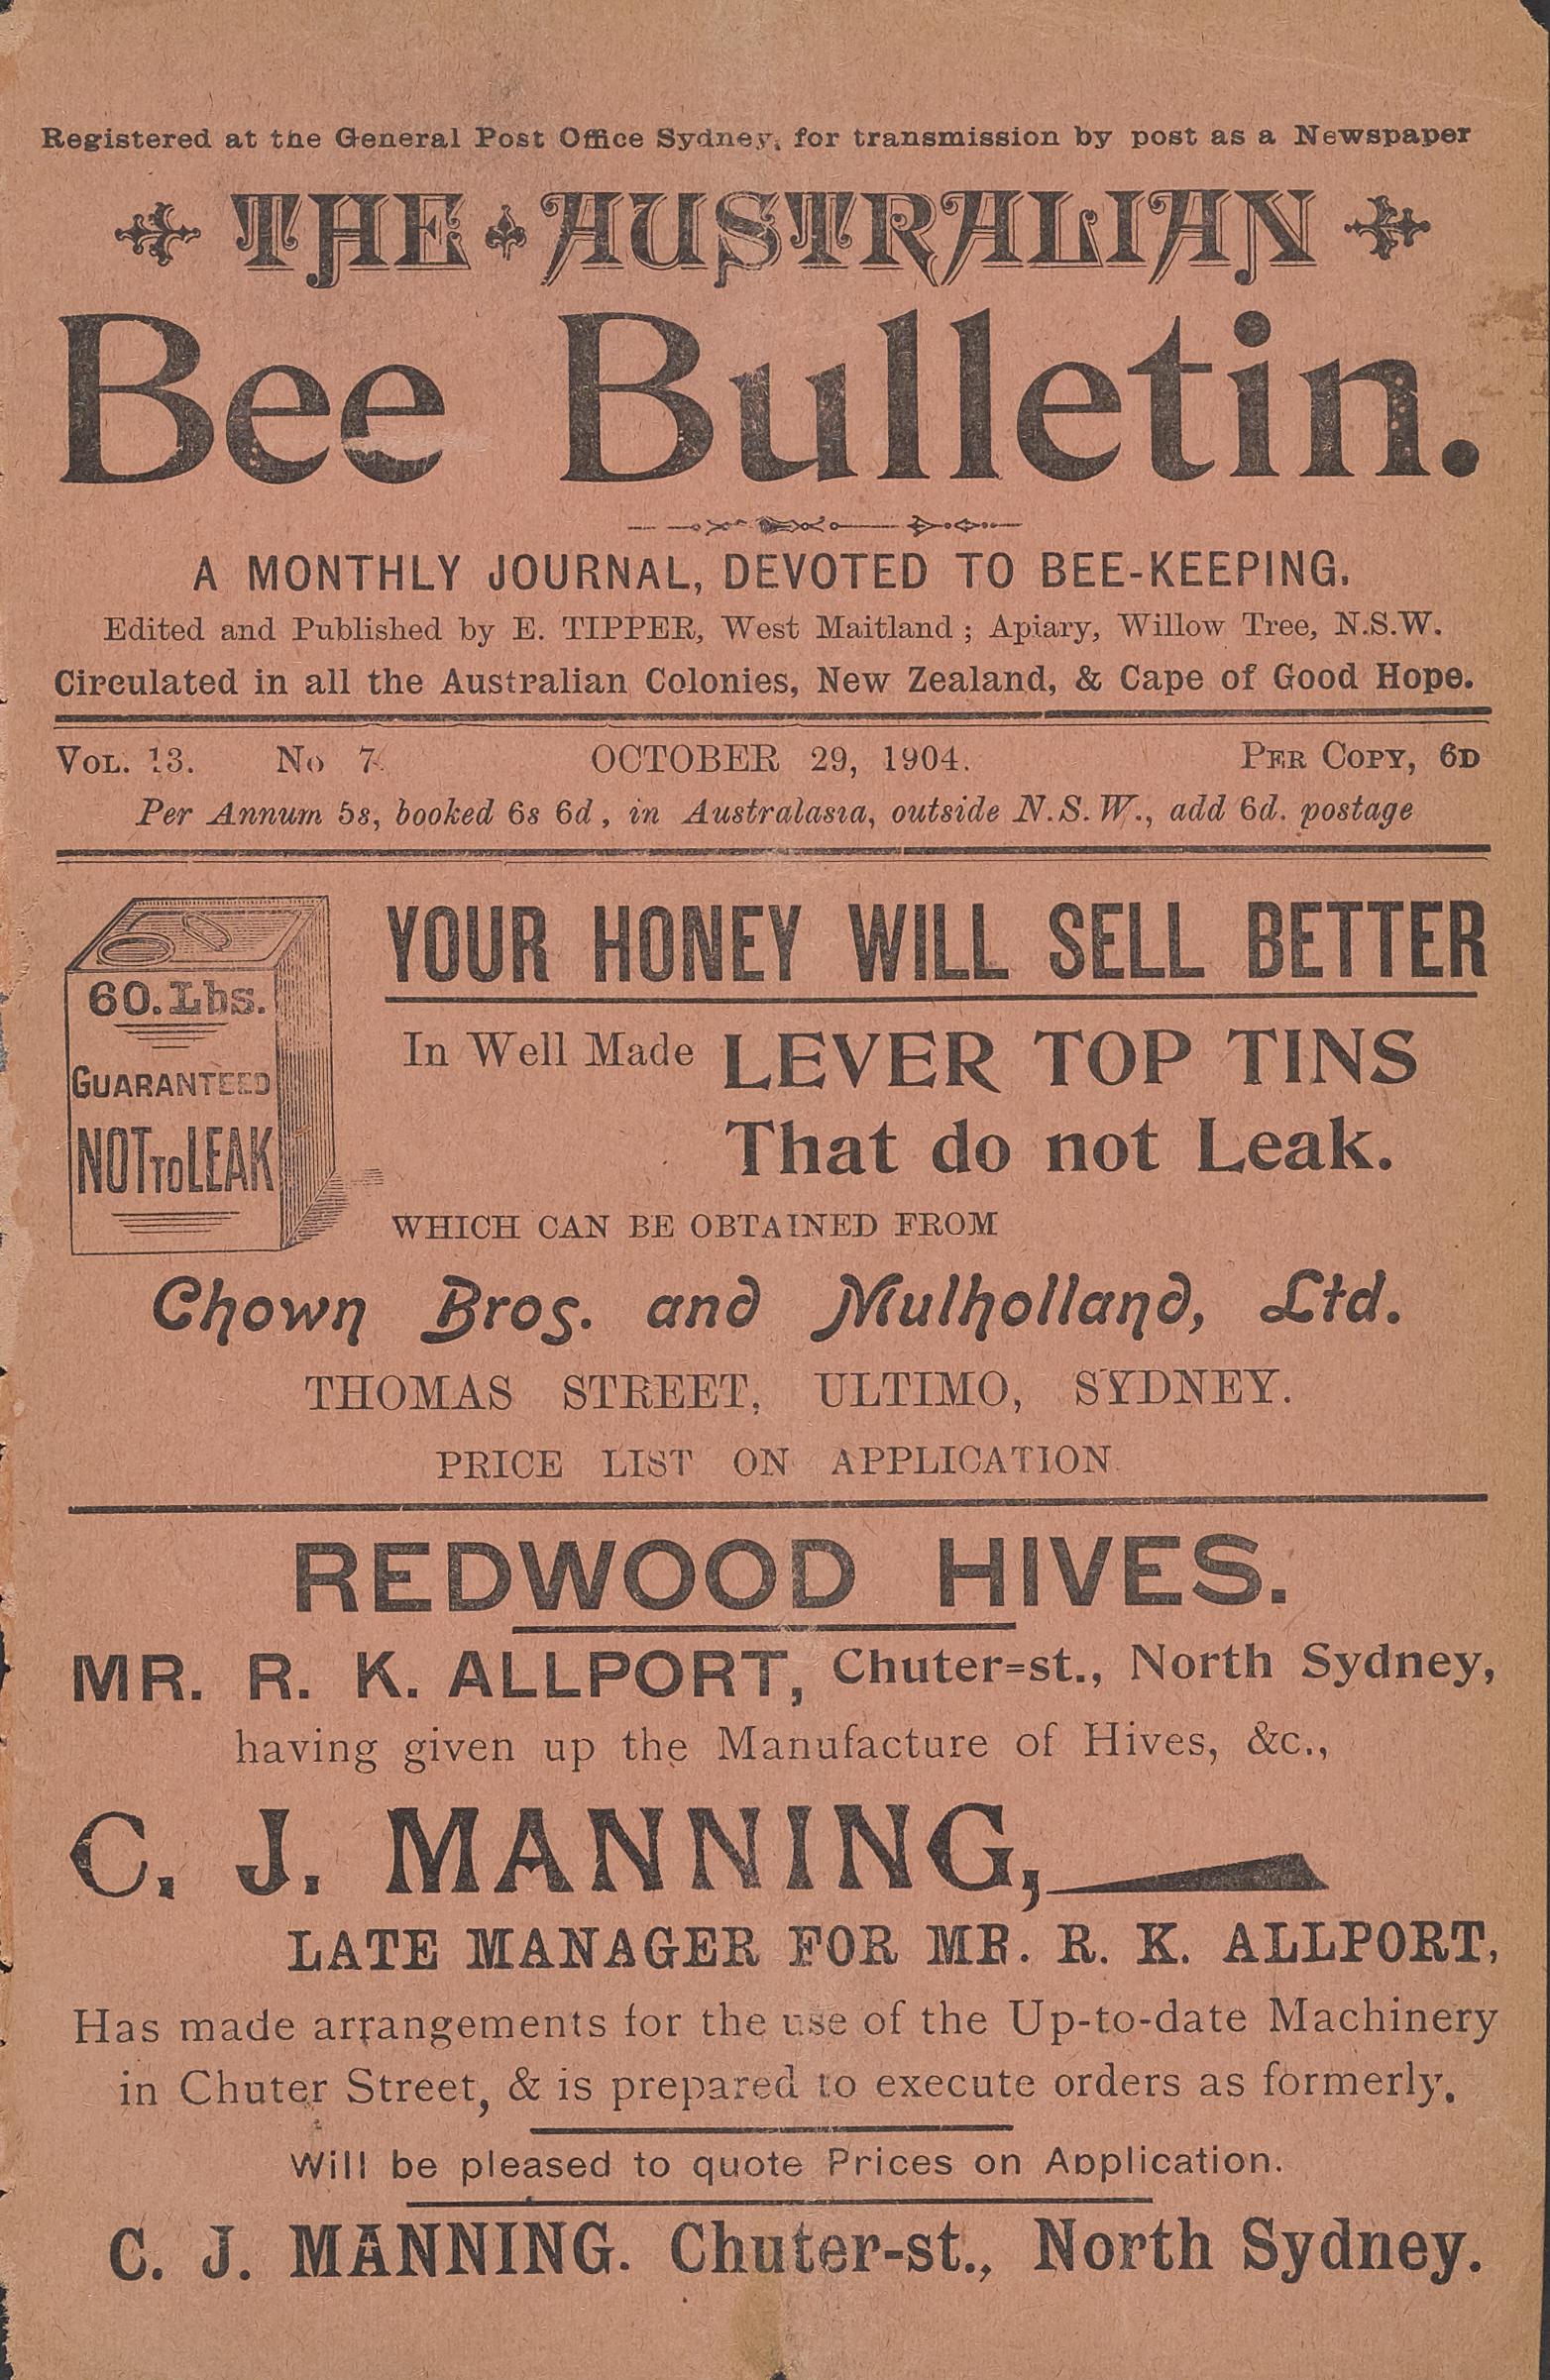 Registered at the General Post Office Sydney, for transmission by post as a Newspaper
THE AUSTRALIAN
Bee Bulletin.
A MONTHLY JOURNAL, DEVOTED TO BEE-KEEPING.
Edited and Published by E. TIPPER, West Maitland ; Apiary, Willow Tree, N.S.W.
Circulated in all the Australian Colonies, New Zealand, & Cape of Good Hope.
VOL. 13. No 7. OCTOBER 29, 1904. PER COPY, 6D
Per Annum 5s, booked 6s 6d, in Australasia, outside N.S.W., add 6d. postage
60.Lbs.
GUARANTEED
NOT TO LEAK
YOUR HONEY WILL SELL BETTER
In Well Made LEVER TOP TINS
That do not Leak.
WHICH CAN BE OBTAINED FROM
Chown Bros. and Mulholland, Ltd.
THOMAS STREET, ULTIMO, SYDNEY.
PRICE LIST ON APPLICATION.
REDWOOD HIVES.
MR. R. K. ALLPORT, Chuter-st., North Sydney,
having given up the Manufacture of Hives, &c.,
C. J. MANNING,
LATE MANAGER FOR MR. R. K. ALLPORT,
Has made arrangements for the use of the Up-to-date Machinery
in Chuter Street, & is prepared to execute orders as formerly.
Will be pleased to quote Prices on Application.
C. J. MANNING. Chuter-st., North Sydney.